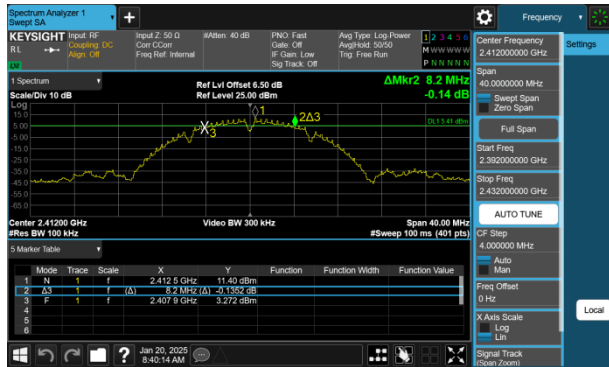 Spectrum Analyzer 1
Swept SA
+
Frequency
KEYSIGHT
RL
Input: RF
Coupling: DC
Align: Off
Input Z: 50 Ω
Corr CCorr
Freq Ref: Internal
#Atten: 40 dB
PNO: Fast
Gate: Off
IF Gain: Low
Sig Track: Off
Avg Type: Log-Power
Avg|Hold: 50/50
Trig: Free Run
1 2 3 4 5 6
M W W W W W
P N N N N N
1 Spectrum
Scale/Div 10 dB
Ref Lvl Offset 6.50 dB
Ref Level 25.00 dBm
ΔMkr2 8.2 MHz
-0.14 dB
Log
15.0
5.00
-5.00
-15.0
-25.0
-35.0
-45.0
-55.0
-65.0
1
2Δ3
3
DL1 5.41 dBm
Center 2.41200 GHz
#Res BW 100 kHz
Video BW 300 kHz
Span 40.00 MHz
#Sweep 100 ms (401 pts)
5 Marker Table
Mode Trace Scale X Y Function Function Width Function Value
1 N 1 f 2.412 5 GHz 11.40 dBm
2 Δ3 1 f (Δ) 8.2 MHz (Δ) -0.1352 dB
3 F 1 f 2.407 9 GHz 3.272 dBm
4
5
6
Jan 20, 2025
8:40:14 AM
?
Center Frequency
2.412000000 GHz
Span
40.0000000 MHz
Swept Span
Zero Span
Full Span
Start Freq
2.392000000 GHz
Stop Freq
2.432000000 GHz
AUTO TUNE
CF Step
4.000000 MHz
Auto
Man
Freq Offset
0 Hz
X Axis Scale
Log
Lin
Signal Track
(Span Zoom)
Settings
Local